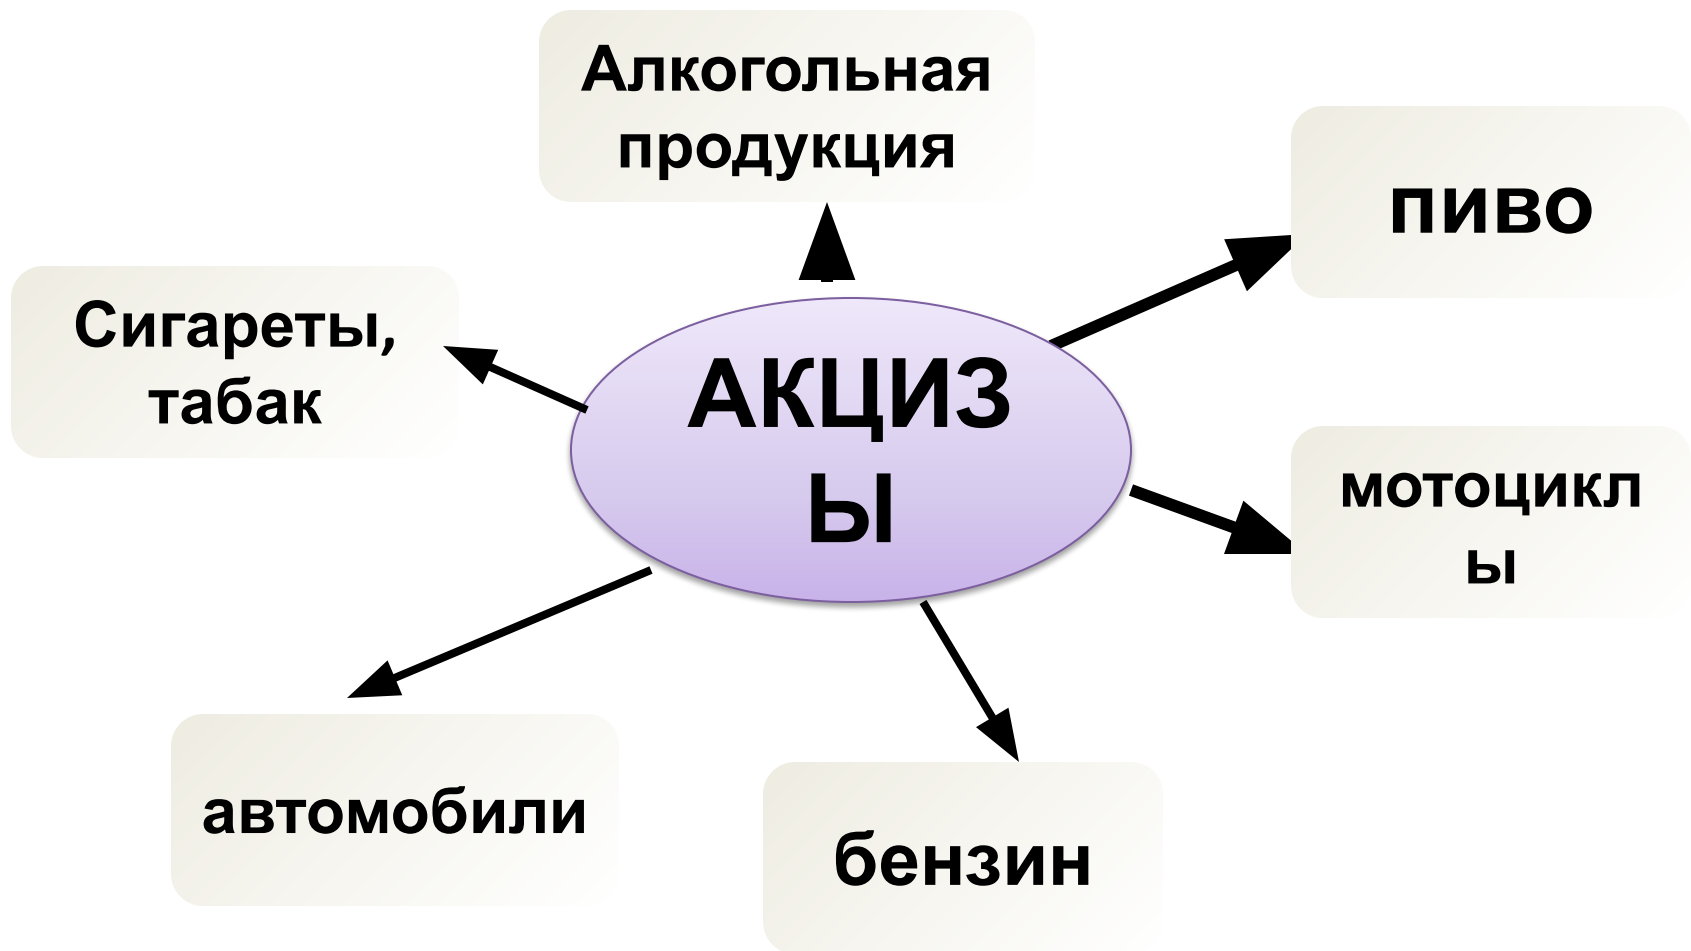 Алкогольная
продукция
пиво
Сигареты,
табак
АКЦИЗ
Ы
мотоцикл
ы
автомобили
бензин